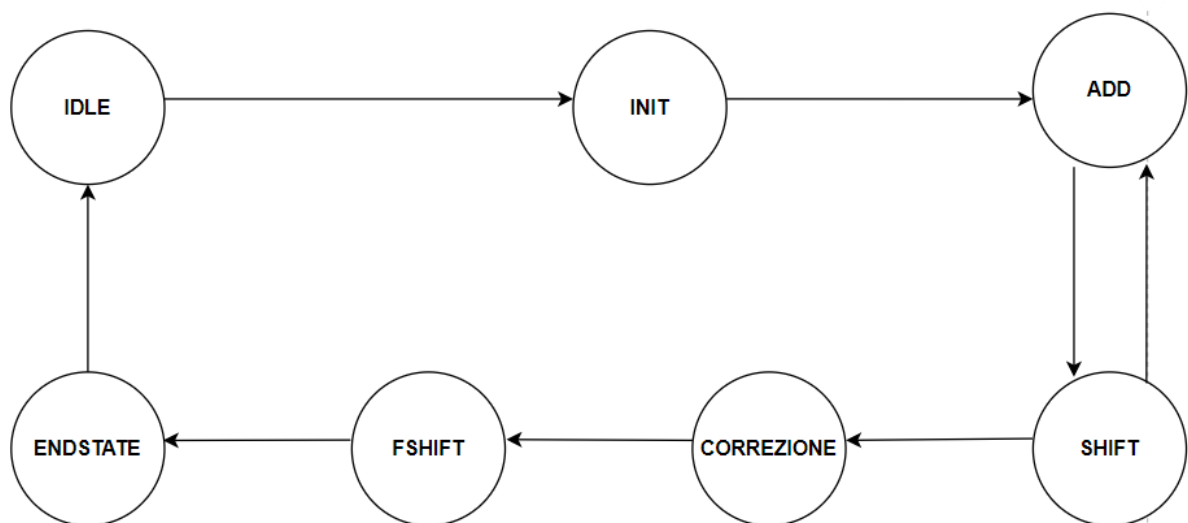 IDLE
INIT
ADD
ENDSTATE
FSHIFT
CORREZIONE
SHIFT